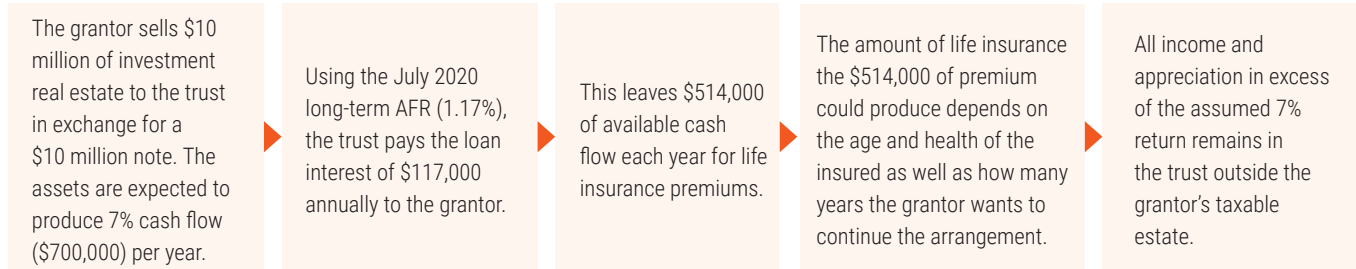 The grantor sells $10
million of investment
real estate to the trust
in exchange for a
$10 million note. The
assets are expected to
produce 7% cash flow
($700,000) per year.
Using the July 2020
long-term AFR (1.17%),
the trust pays the loan
interest of $117,000
annually to the grantor.
This leaves $514,000
of available cash
flow each year for life
insurance premiums.
The amount of life insurance
the $514,000 of premium
could produce depends on
the age and health of the
insured as well as how many
years the grantor wants to
continue the arrangement.
All income and
appreciation in excess
of the assumed 7%
return remains in
the trust outside the
grantor’s taxable
estate.